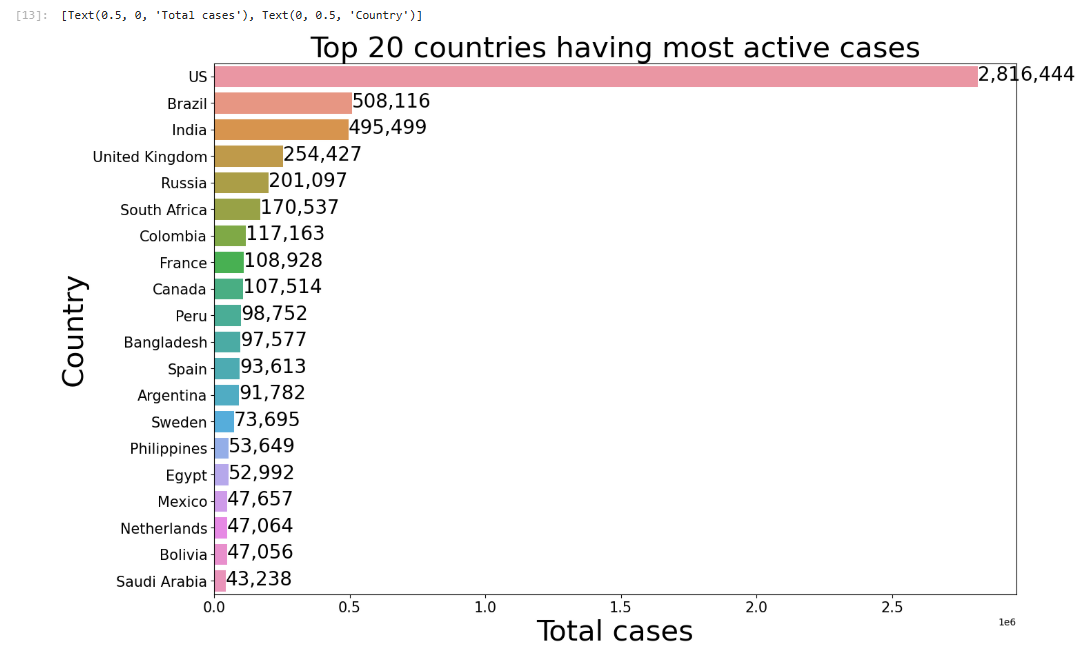 [13]: [Text(0.5, 0, 'Total cases'), Text(0, 0.5, 'Country')]
Top 20 countries having most active cases
US 2,816,444
Brazil 508,116
India 495,499
United Kingdom 254,427
Russia 201,097
South Africa 170,537
Colombia 117,163
France 108,928
Canada 107,514
Peru 98,752
Bangladesh 97,577
Spain 93,613
Argentina 91,782
Sweden 73,695
Philippines 53,649
Egypt 52,992
Mexico 47,657
Netherlands 47,064
Bolivia 47,056
Saudi Arabia 43,238
Country
0.0 0.5 1.0 1.5 2.0 2.5
1e6
Total cases